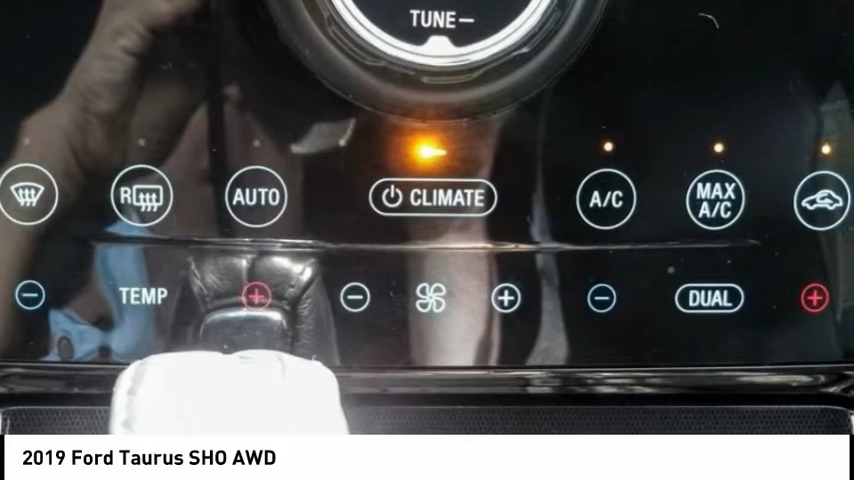 TUNE –
R AUTO CLIMATE A/C MAX A/C
TEMP DUAL
2019 Ford Taurus SHO AWD